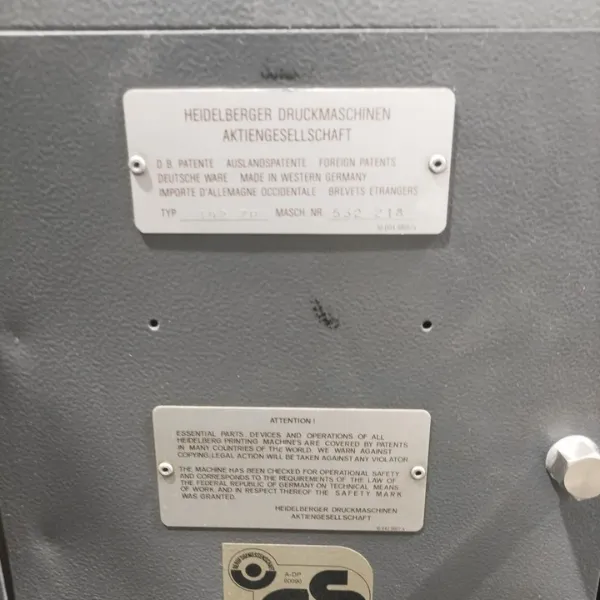 HEIDELBERGER DRUCKMASCHINEN
AKTIENGESELLSCHAFT
D.B. PATENTE AUSLANDSPATENTE FOREIGN PATENTS
DEUTSCHE WARE MADE IN WESTERN GERMANY
IMPORTE D'ALLEMAGNE OCCIDENTALE BREVETS ETRANGERS
TYP MASCH. NR. 532 218
ATTENTION!
ESSENTIAL PARTS, DEVICES, AND OPERATIONS OF ALL
HEIDELBERG PRINTING MACHINES ARE COVERED BY PATENTS
IN MANY COUNTRIES OF THE WORLD. WE WARN AGAINST
COPYING, LEGAL ACTION WILL BE TAKEN AGAINST ANY VIOLATOR
THE MACHINE HAS BEEN CHECKED FOR OPERATIONAL SAFETY
AND CORRESPONDS TO THE REQUIREMENTS OF THE LAW OF
THE FEDERAL REPUBLIC OF GERMANY ON TECHNICAL MEANS
OF WORK, AND IN RESPECT THEREOF THE SAFETY MARK
WAS GRANTED.
HEIDELBERGER DRUCKMASCHINEN
AKTIENGESELLSCHAFT
A-DP
GS